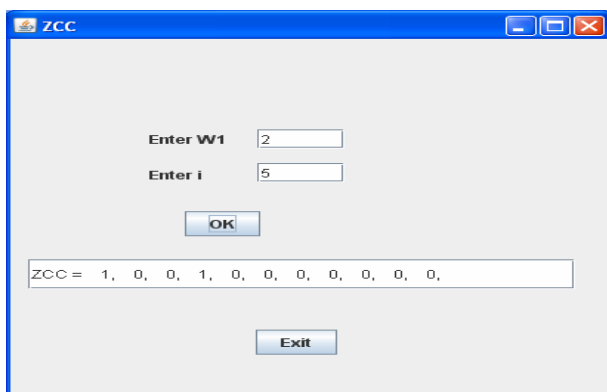 ZCC
Enter W1 2
Enter i 5
OK
ZCC = 1, 0, 0, 1, 0, 0, 0, 0, 0, 0, 0,
Exit